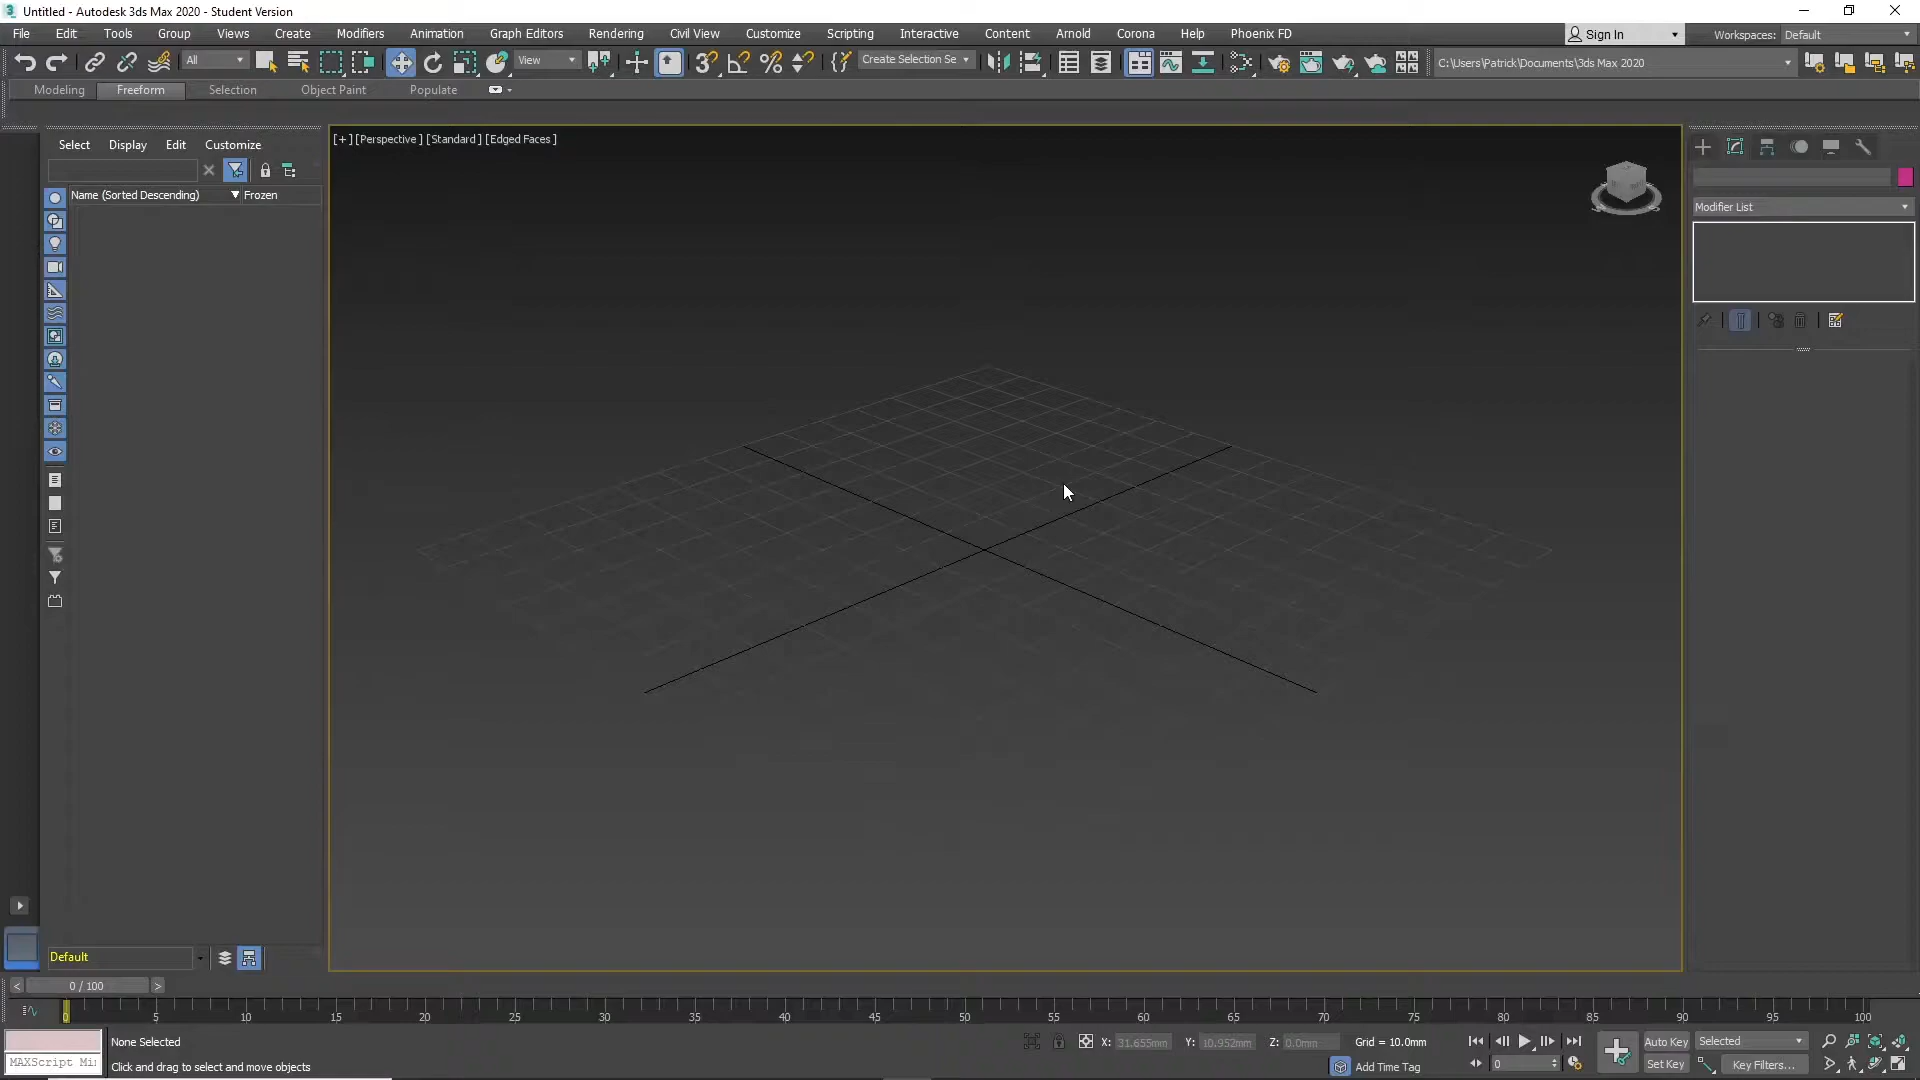 Untitled - Autodesk 3ds Max 2020 - Student Version
File Edit Tools Group Views Create Modifiers Animation Graph Editors Rendering Civil View Customize Scripting Interactive Content Arnold Corona Help Phoenix FD Sign In Workspaces: Default
All View Create Selection Se C:\Users\Patrick\Documents\3ds Max 2020
Modeling Freeform Selection Object Paint Populate
[+] [Perspective ] [Standard ] [Edged Faces ]
Select Display Edit Customize
Name (Sorted Descending) Frozen
Modifier List
Default
0 / 100
0 5 10 15 20 25 30 35 40 45 50 55 60 65 70 75 80 85 90 95 100
None Selected X: 31.655mm Y: 10.952mm Z: 0.0mm Grid = 10.0mm Auto Key Selected
MAXScript Mi Click and drag to select and move objects Add Time Tag 0 Set Key Key Filters...